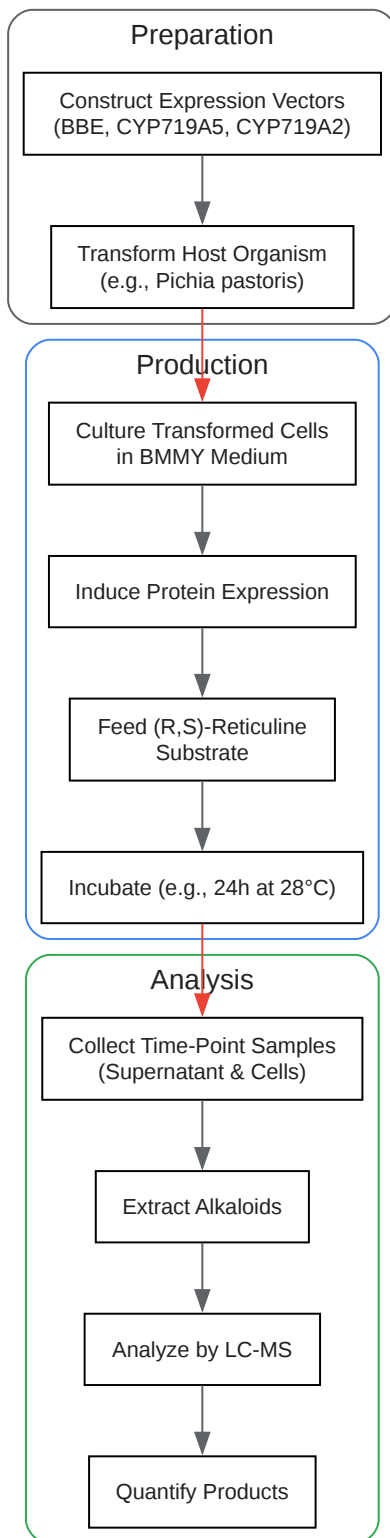 Preparation
Construct Expression Vectors
(BBE, CYP719A5, CYP719A2)
Transform Host Organism
(e.g., Pichia pastoris)
Production
Culture Transformed Cells
in BMMY Medium
Induce Protein Expression
Feed (R,S)-Reticuline
Substrate
Incubate (e.g., 24h at 28°C)
Analysis
Collect Time-Point Samples
(Supernatant & Cells)
Extract Alkaloids
Analyze by LC-MS
Quantify Products